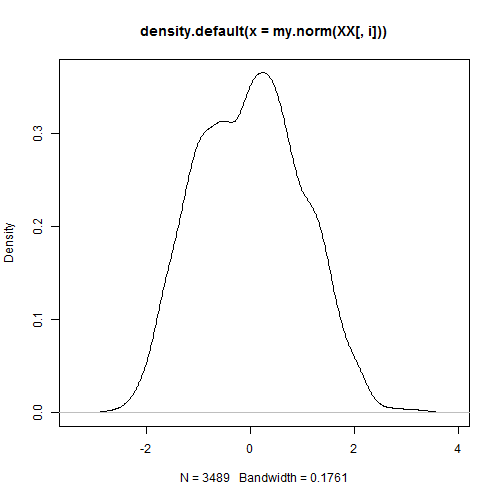 density.default(x = my.norm(XX[, i]))
Density
0.0
0.1
0.2
0.3
-2
0
2
4
N = 3489 Bandwidth = 0.1761